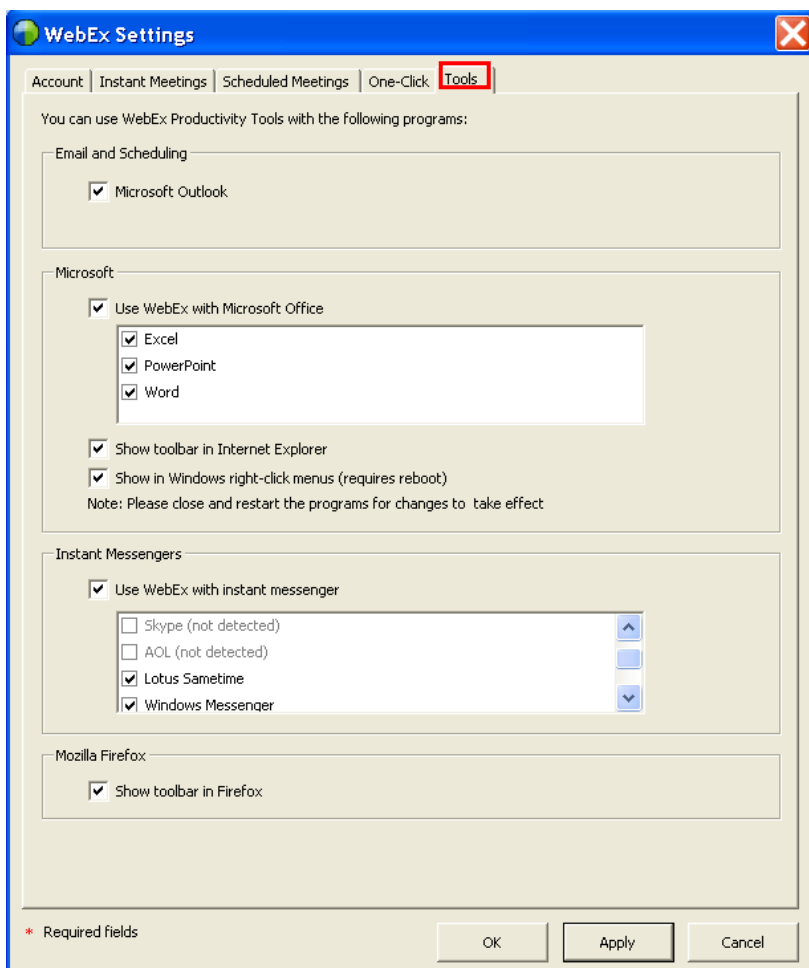 WebEx Settings
Account Instant Meetings Scheduled Meetings One-Click Tools
You can use WebEx Productivity Tools with the following programs:
Email and Scheduling
Microsoft Outlook
Microsoft
Use WebEx with Microsoft Office
Excel
PowerPoint
Word
Show toolbar in Internet Explorer
Show in Windows right-click menus (requires reboot)
Note: Please close and restart the programs for changes to take effect
Instant Messengers
Use WebEx with instant messenger
Skype (not detected)
AOL (not detected)
Lotus Sametime
Windows Messenger
Mozilla Firefox
Show toolbar in Firefox
* Required fields
OK Apply Cancel